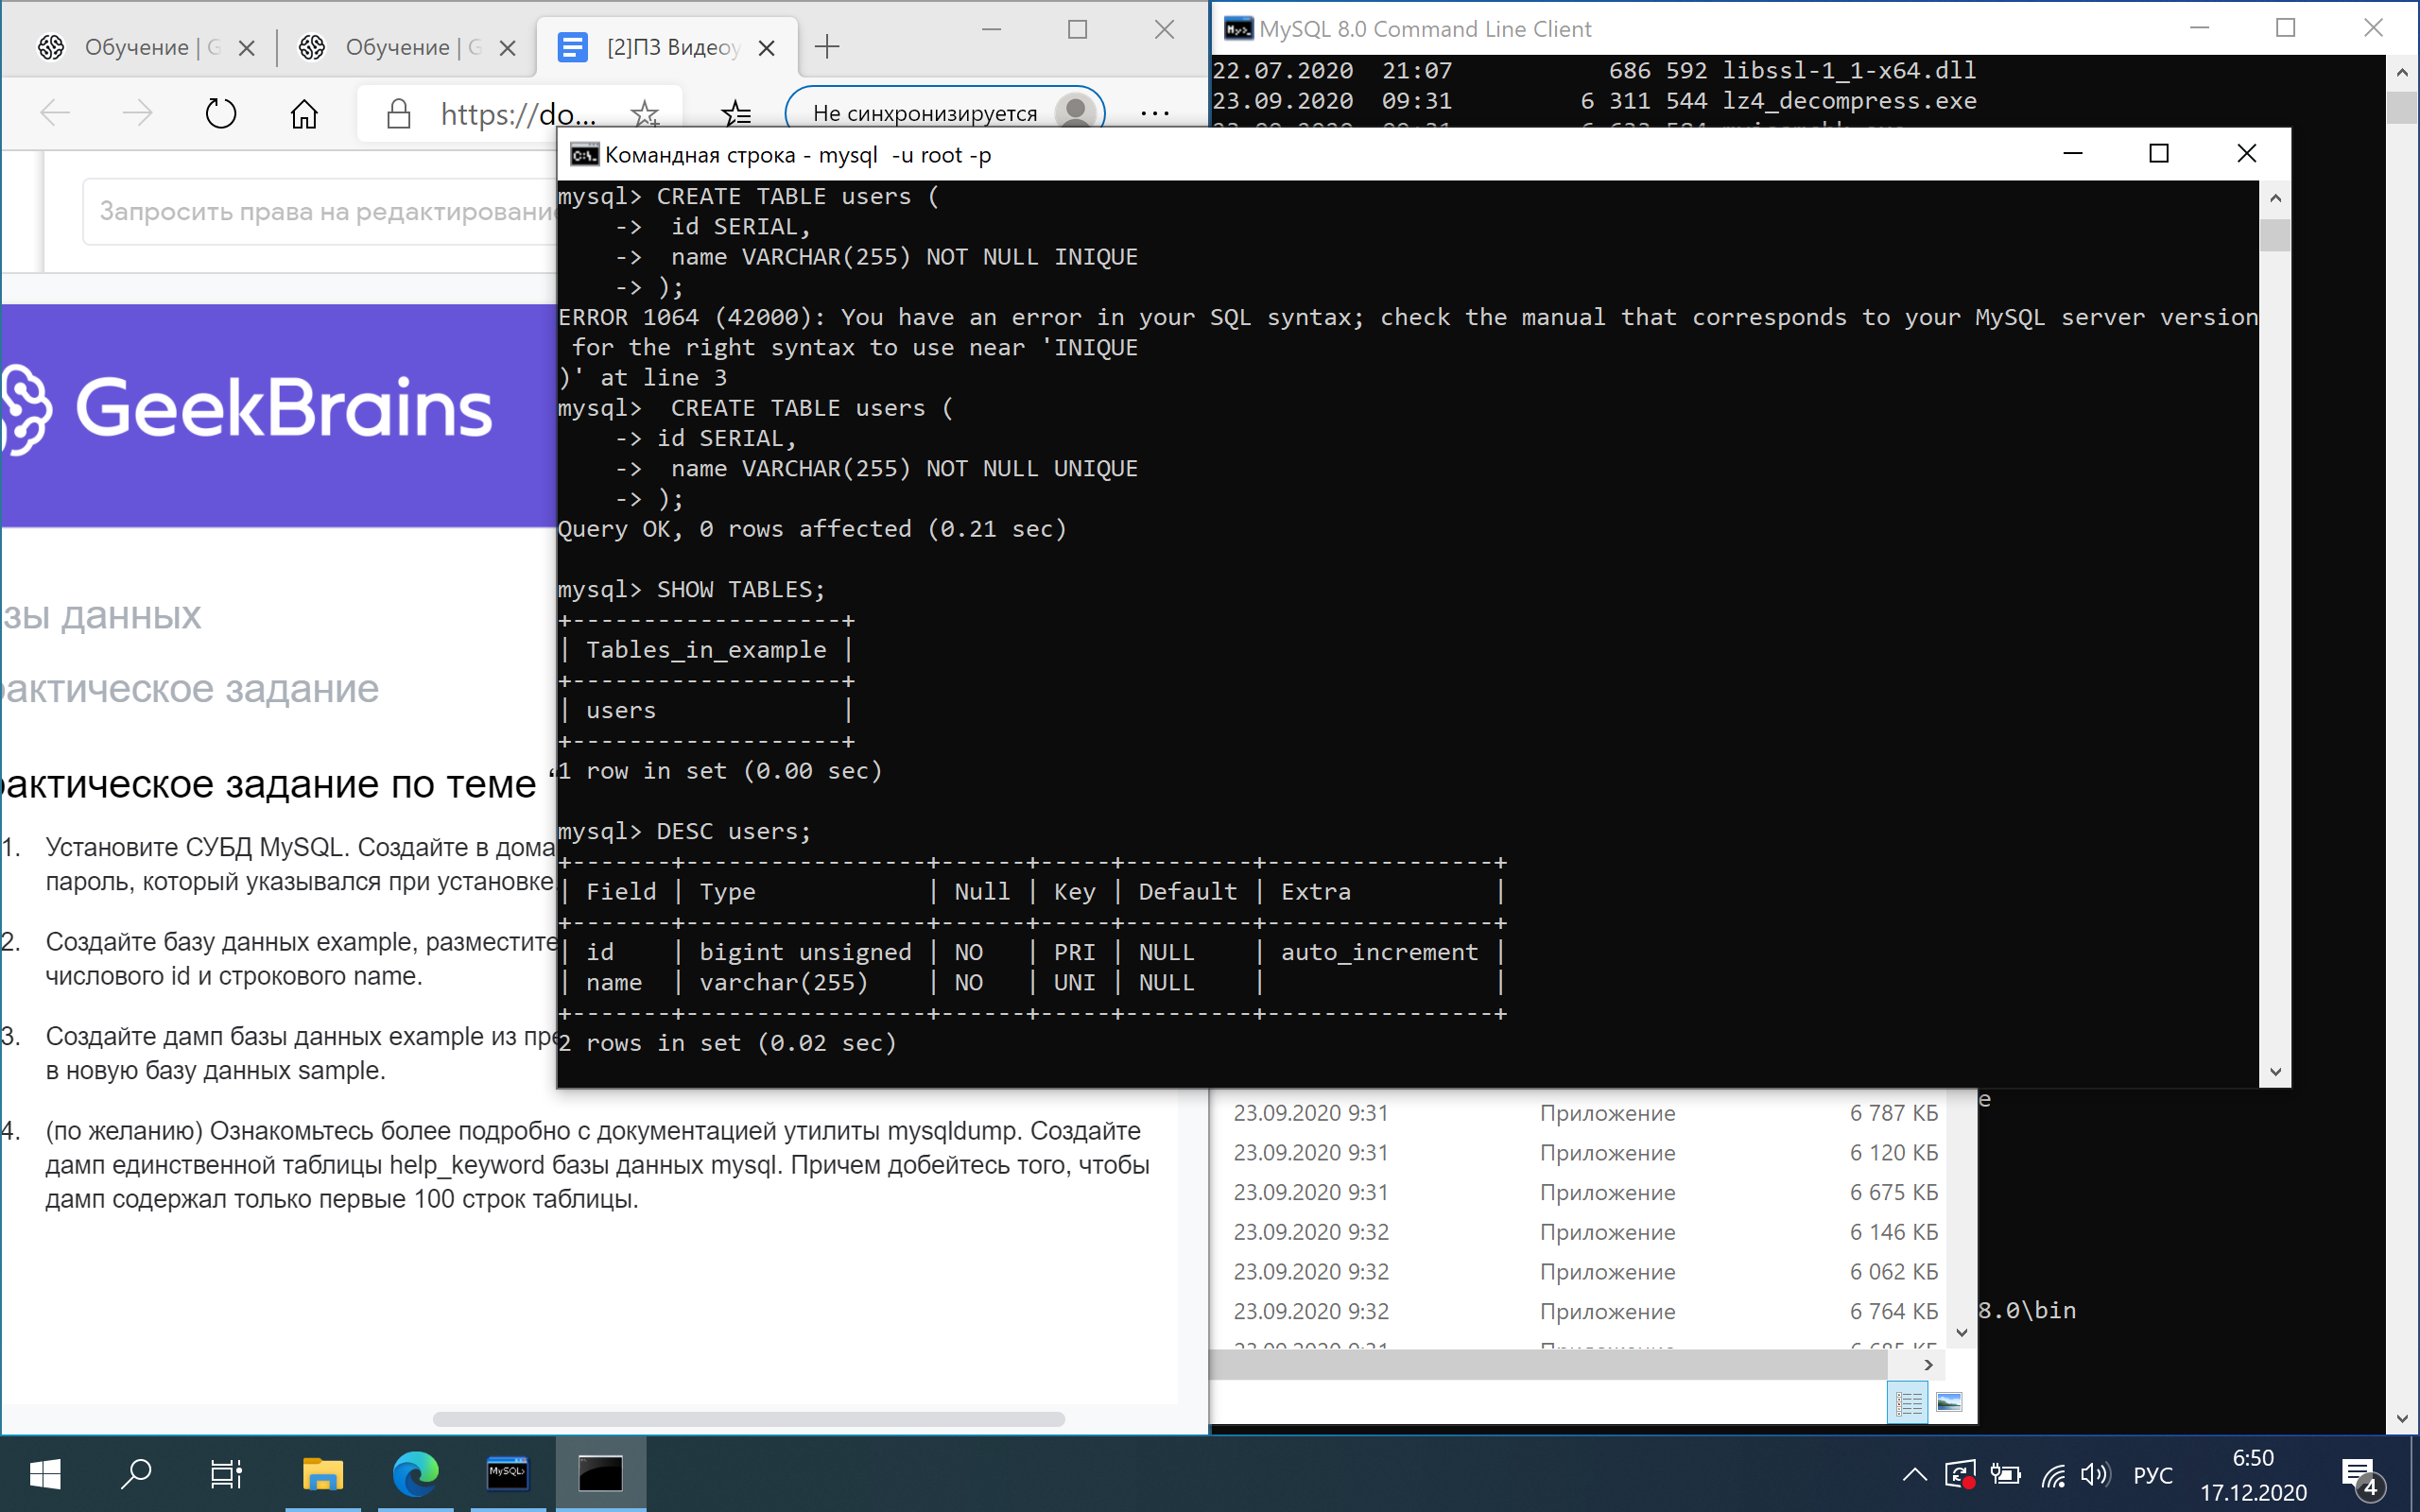 Обучение | G
Обучение | G
[2]ПЗ Видеоу
https://do...
Не синхронизируется
Запросить права на редактирование
GeekBrains
зы данных
рактическое задание
рактическое задание по теме “
1. Установите СУБД MySQL. Создайте в дома
пароль, который указывался при установке.
2. Создайте базу данных example, разместите
числового id и строкового name.
3. Создайте дамп базы данных example из пре
в новую базу данных sample.
4. (по желанию) Ознакомьтесь более подробно с документацией утилиты mysqldump. Создайте
дамп единственной таблицы help_keyword базы данных mysql. Причем добейтесь того, чтобы
дамп содержал только первые 100 строк таблицы.
MySQL 8.0 Command Line Client
22.07.2020  21:07           686 592 libssl-1_1-x64.dll
23.09.2020  09:31         6 311 544 lz4_decompress.exe
Командная строка - mysql  -u root -p
mysql> CREATE TABLE users (
    ->  id SERIAL,
    ->  name VARCHAR(255) NOT NULL INIQUE
    -> );
ERROR 1064 (42000): You have an error in your SQL syntax; check the manual that corresponds to your MySQL server version
 for the right syntax to use near 'INIQUE
)' at line 3
mysql>  CREATE TABLE users (
    -> id SERIAL,
    ->  name VARCHAR(255) NOT NULL UNIQUE
    -> );
Query OK, 0 rows affected (0.21 sec)
mysql> SHOW TABLES;
+-------------------+
| Tables_in_example |
+-------------------+
| users             |
+-------------------+
1 row in set (0.00 sec)
mysql> DESC users;
+-------+-----------------+------+-----+---------+----------------+
| Field | Type            | Null | Key | Default | Extra          |
+-------+-----------------+------+-----+---------+----------------+
| id    | bigint unsigned | NO   | PRI | NULL    | auto_increment |
| name  | varchar(255)    | NO   | UNI | NULL    |                |
+-------+-----------------+------+-----+---------+----------------+
2 rows in set (0.02 sec)
e
23.09.2020 9:31 Приложение 6 787 КБ
23.09.2020 9:31 Приложение 6 120 КБ
23.09.2020 9:31 Приложение 6 675 КБ
23.09.2020 9:32 Приложение 6 146 КБ
23.09.2020 9:32 Приложение 6 062 КБ
23.09.2020 9:32 Приложение 6 764 КБ
8.0\bin
MySQL>
РУС
6:50
17.12.2020
4